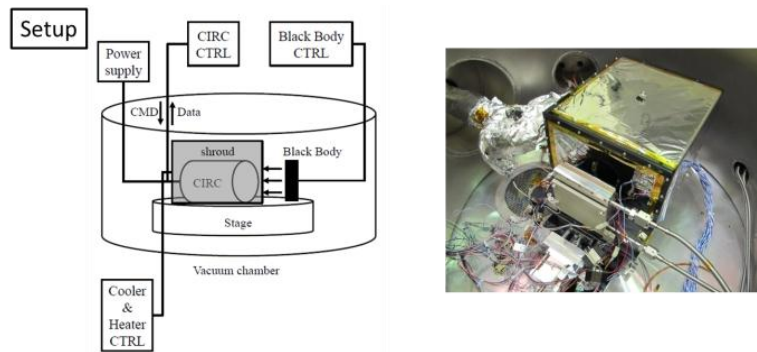 Setup
CIRC
CTRL
Black Body
CTRL
Power
supply
CMD
Data
shroud
Black Body
CIRC
Stage
Vacuum chamber
Cooler
&
Heater
CTRL